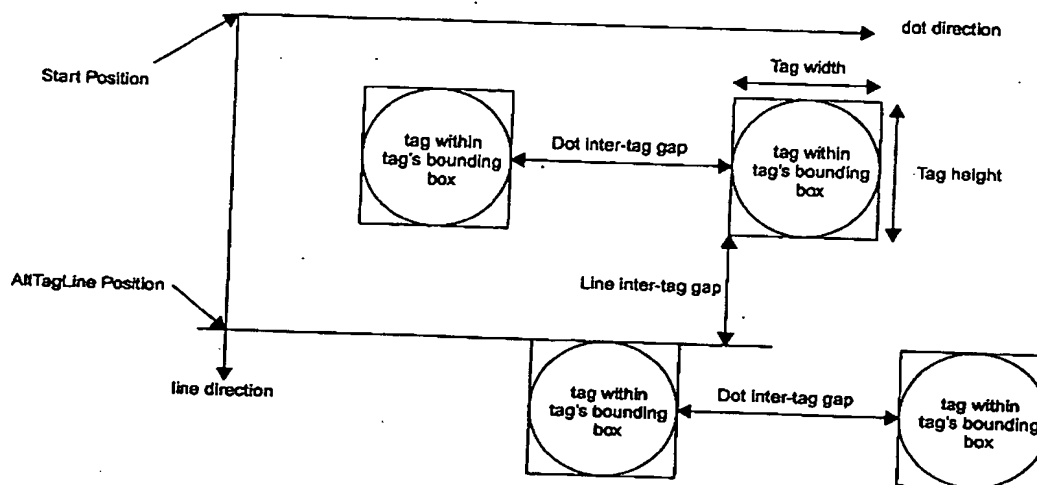 dot direction
Start Position
Tag width
tag within
tag's bounding
box
Dot inter-tag gap
tag within
tag's bounding
box
Tag height
AltTagLine Position
Line inter-tag gap
line direction
tag within
tag's bounding
box
Dot inter-tag gap
tag within
tag's bounding
box